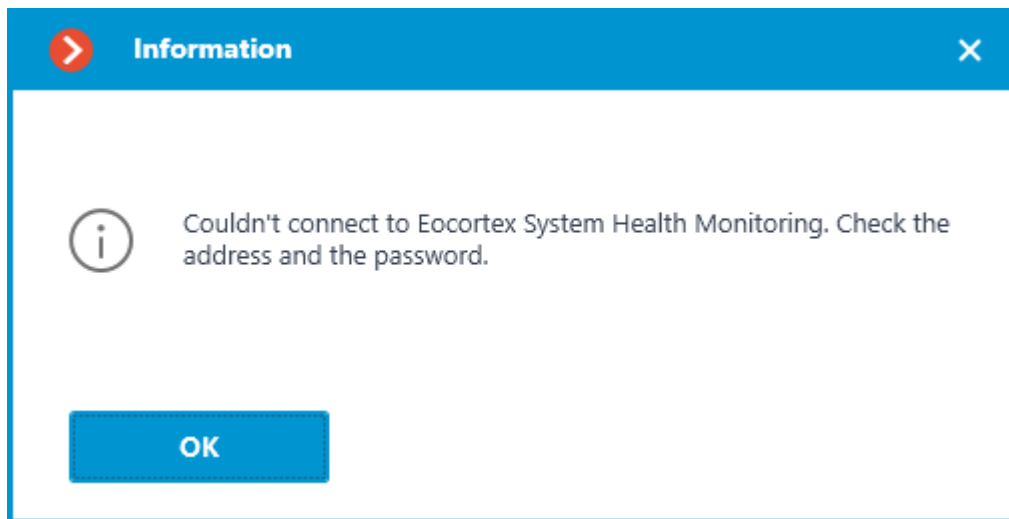 Information
Couldn't connect to Eocortex System Health Monitoring. Check the
address and the password.
OK